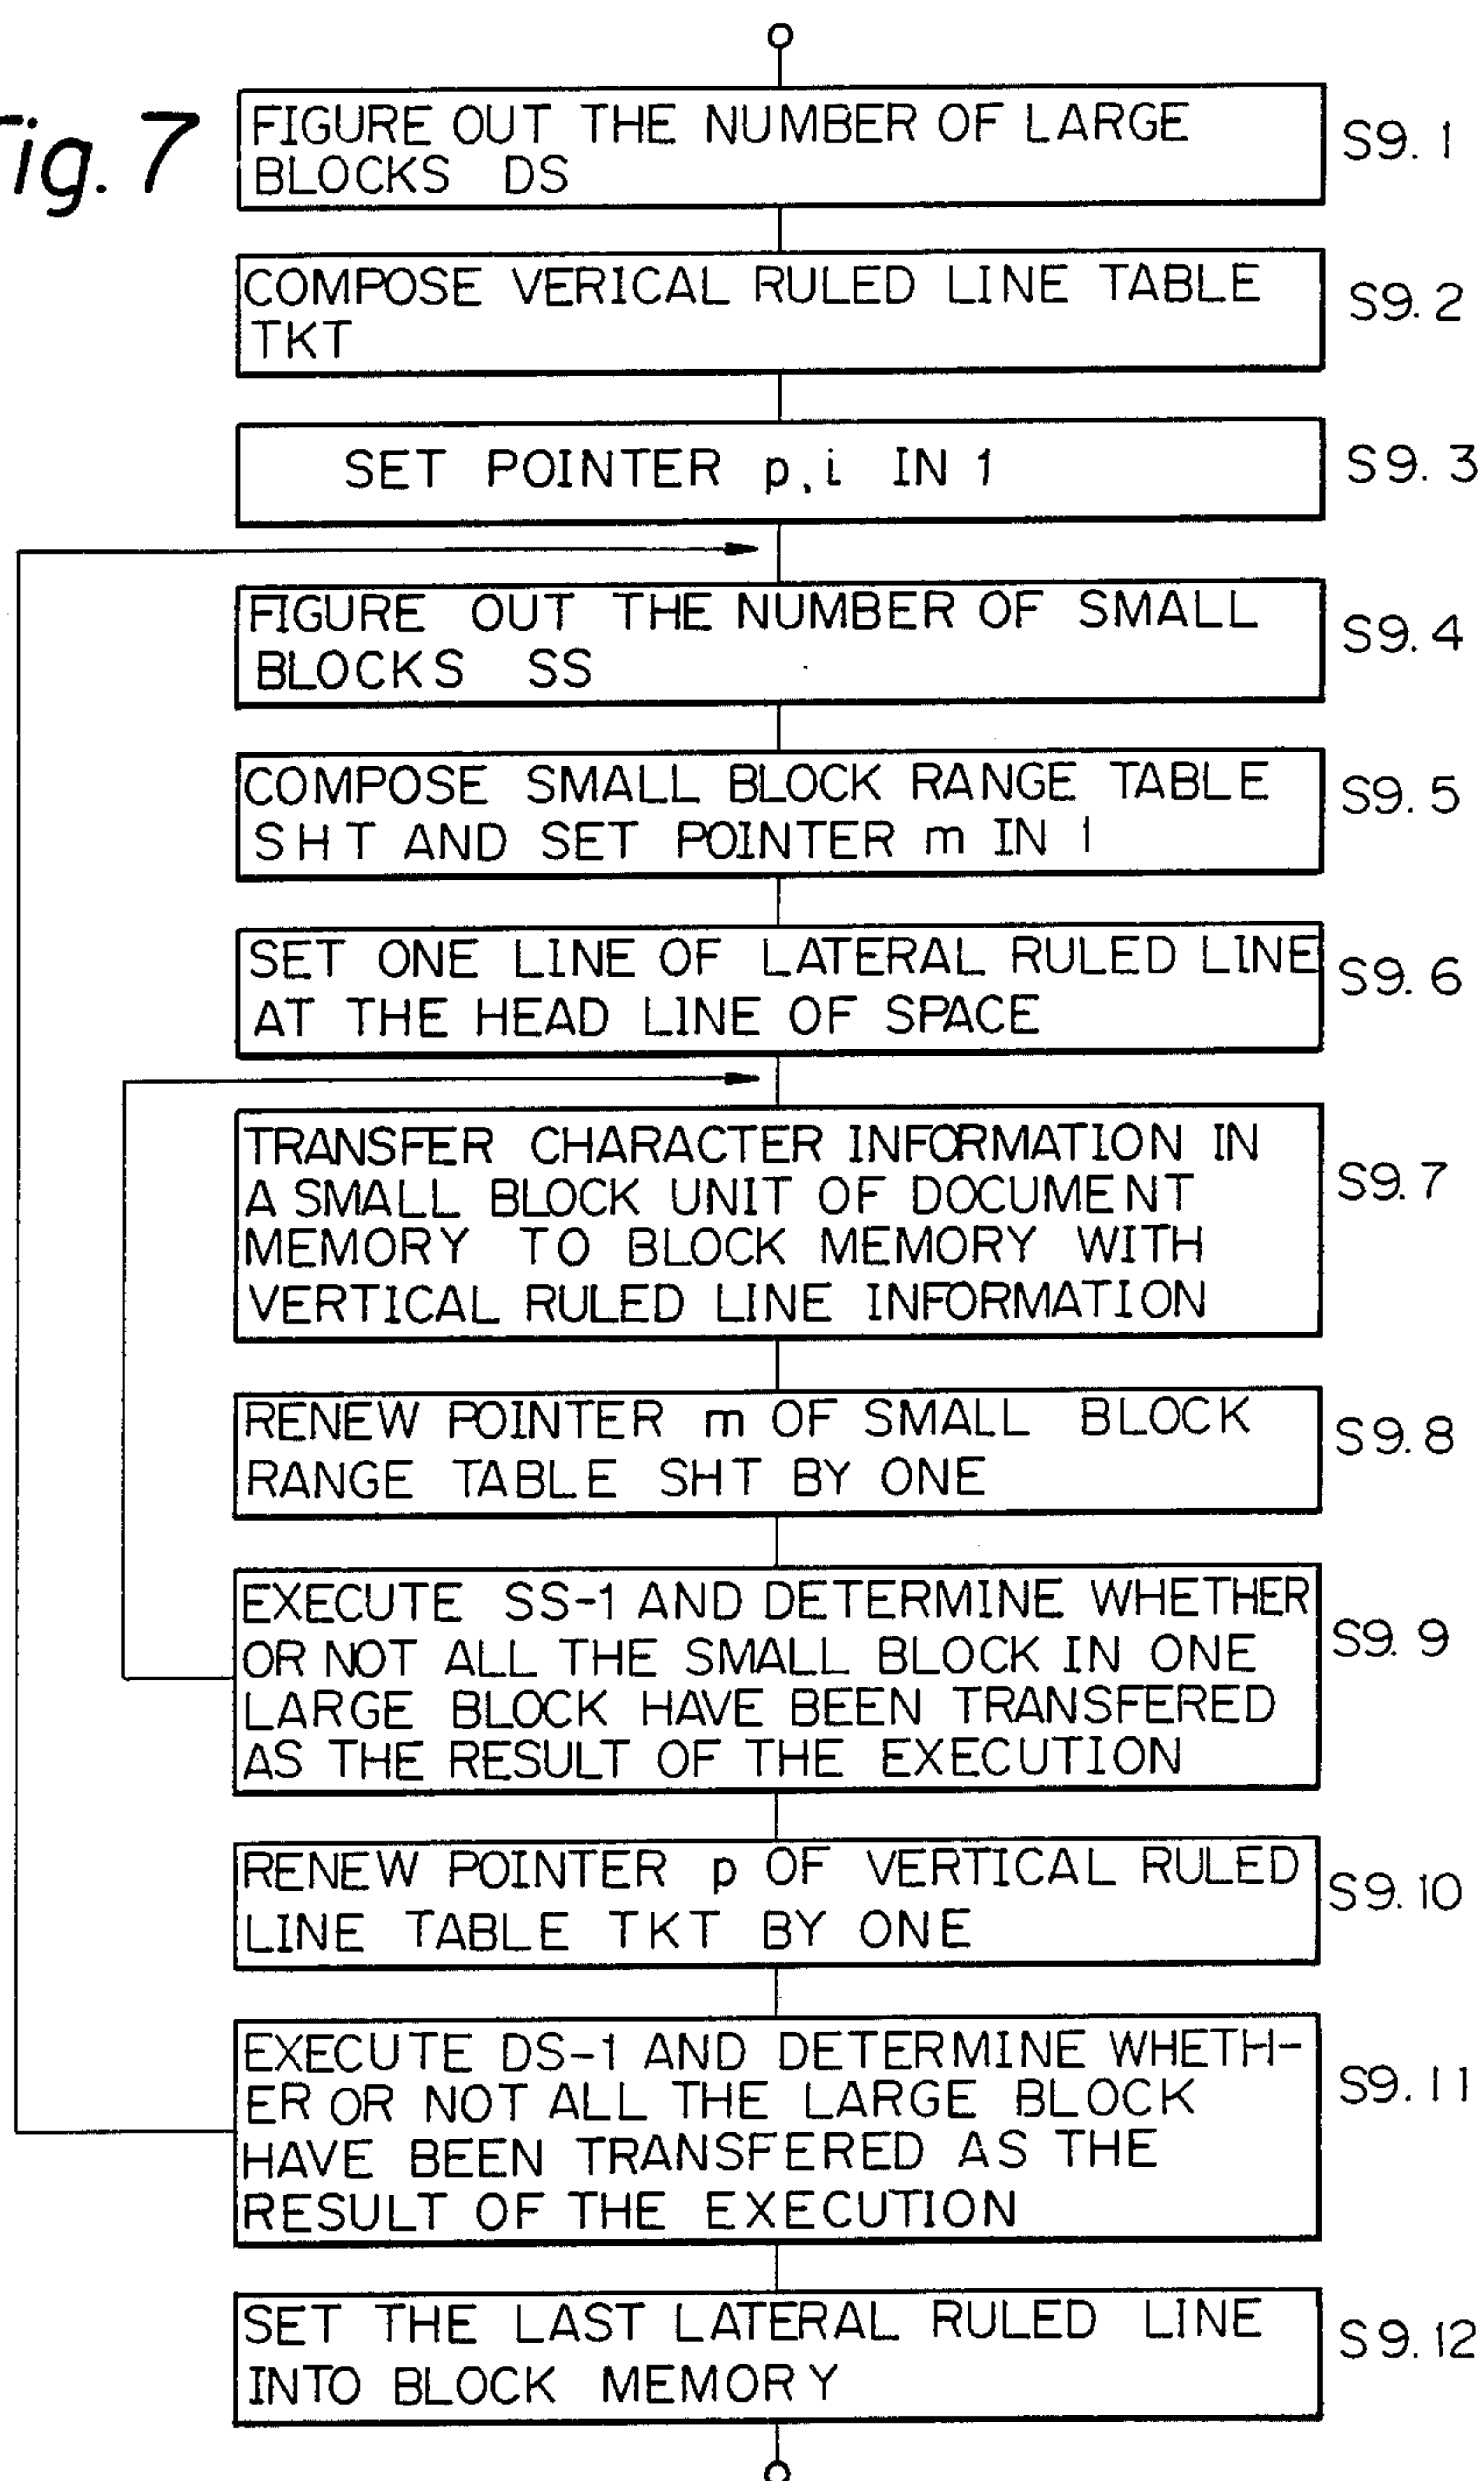 Fig. 7
FIGURE OUT THE NUMBER OF LARGE
BLOCKS DS
S9. 1
COMPOSE VERICAL RULED LINE TABLE
TKT
S9. 2
SET POINTER p, i IN 1
S9. 3
FIGURE OUT THE NUMBER OF SMALL
BLOCKS SS
S9. 4
COMPOSE SMALL BLOCK RANGE TABLE
SHT AND SET POINTER m IN 1
S9. 5
SET ONE LINE OF LATERAL RULED LINE
AT THE HEAD LINE OF SPACE
S9. 6
TRANSFER CHARACTER INFORMATION IN
A SMALL BLOCK UNIT OF DOCUMENT
MEMORY TO BLOCK MEMORY WITH
VERTICAL RULED LINE INFORMATION
S9. 7
RENEW POINTER m OF SMALL BLOCK
RANGE TABLE SHT BY ONE
S9. 8
EXECUTE SS-1 AND DETERMINE WHETHER
OR NOT ALL THE SMALL BLOCK IN ONE
LARGE BLOCK HAVE BEEN TRANSFERED
AS THE RESULT OF THE EXECUTION
S9. 9
RENEW POINTER p OF VERTICAL RULED
LINE TABLE TKT BY ONE
S9. 10
EXECUTE DS-1 AND DETERMINE WHETH-
ER OR NOT ALL THE LARGE BLOCK
HAVE BEEN TRANSFERED AS THE
RESULT OF THE EXECUTION
S9. 11
SET THE LAST LATERAL RULED LINE
INTO BLOCK MEMORY
S9. 12